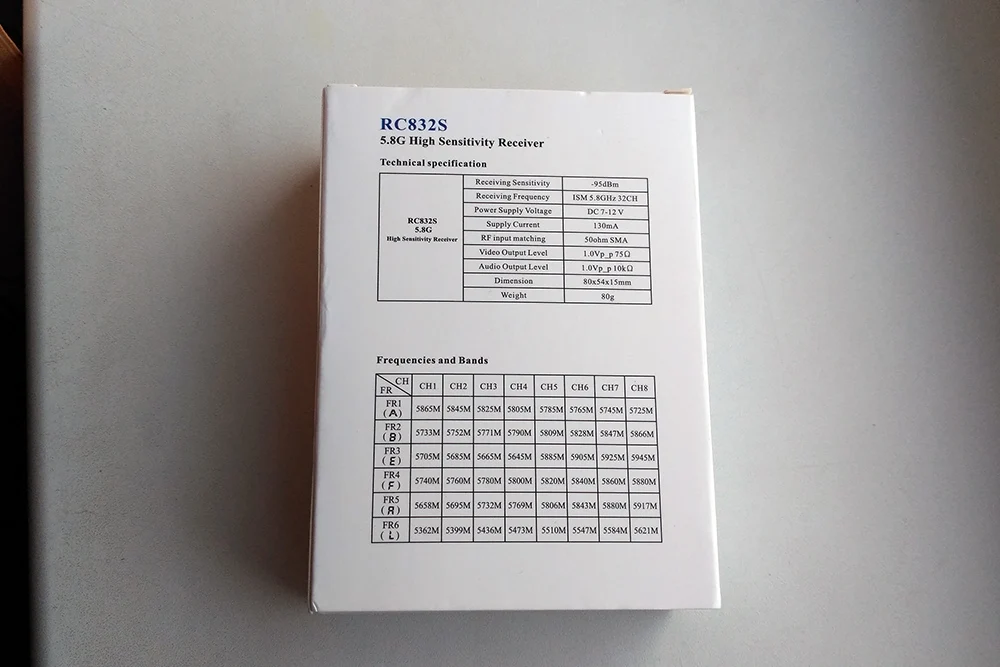 RC832S
5.8G High Sensitivity Receiver
Technical specification
RC832S
5.8G
High Sensitivity Receiver
Receiving Sensitivity -95dBm
Receiving Frequency ISM 5.8GHz 32CH
Power Supply Voltage DC 7-12 V
Supply Current 130mA
RF input matching 50ohm SMA
Video Output Level 1.0Vp_p 75Ω
Audio Output Level 1.0Vp_p 10kΩ
Dimension 80x54x15mm
Weight 80g
Frequencies and Bands
CH FR CH1 CH2 CH3 CH4 CH5 CH6 CH7 CH8
FR1 (A) 5865M 5845M 5825M 5805M 5785M 5765M 5745M 5725M
FR2 (B) 5733M 5752M 5771M 5790M 5809M 5828M 5847M 5866M
FR3 (E) 5705M 5685M 5665M 5645M 5885M 5905M 5925M 5945M
FR4 (F) 5740M 5760M 5780M 5800M 5820M 5840M 5860M 5880M
FR5 (R) 5658M 5695M 5732M 5769M 5806M 5843M 5880M 5917M
FR6 (L) 5362M 5399M 5436M 5473M 5510M 5547M 5584M 5621M